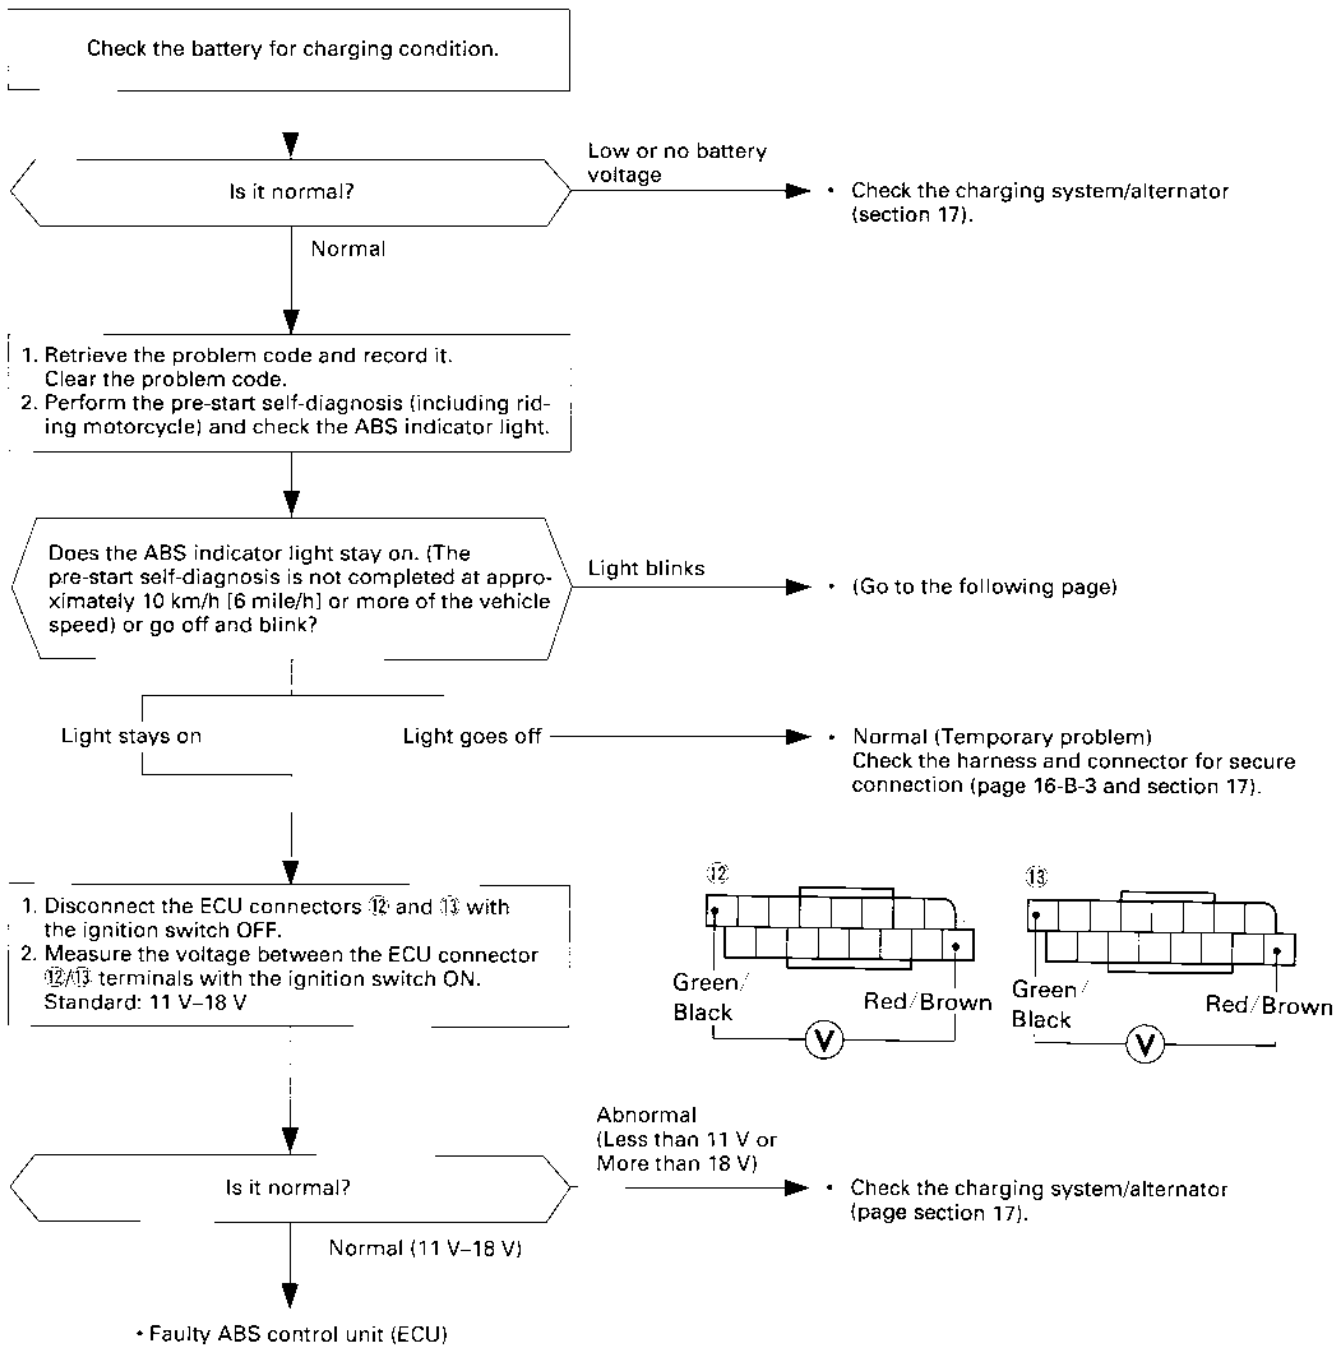 Check the battery for charging condition.
Is it normal?
Low or no battery
voltage
• Check the charging system/alternator
(section 17).
Normal
1. Retrieve the problem code and record it.
Clear the problem code.
2. Perform the pre-start self-diagnosis (including rid-
ing motorcycle) and check the ABS indicator light.
Does the ABS indicator light stay on. (The
pre-start self-diagnosis is not completed at appro-
ximately 10 km/h [6 mile/h] or more of the vehicle
speed) or go off and blink?
Light blinks
• (Go to the following page)
Light stays on
Light goes off
• Normal (Temporary problem)
Check the harness and connector for secure
connection (page 16-B-3 and section 17).
1. Disconnect the ECU connectors ⑫ and ⑬ with
the ignition switch OFF.
2. Measure the voltage between the ECU connector
⑫/⑬ terminals with the ignition switch ON.
Standard: 11 V–18 V
⑫
Green/
Black
Red/Brown
V
⑬
Green/
Black
Red/Brown
V
Is it normal?
Abnormal
(Less than 11 V or
More than 18 V)
• Check the charging system/alternator
(page section 17).
Normal (11 V–18 V)
• Faulty ABS control unit (ECU)